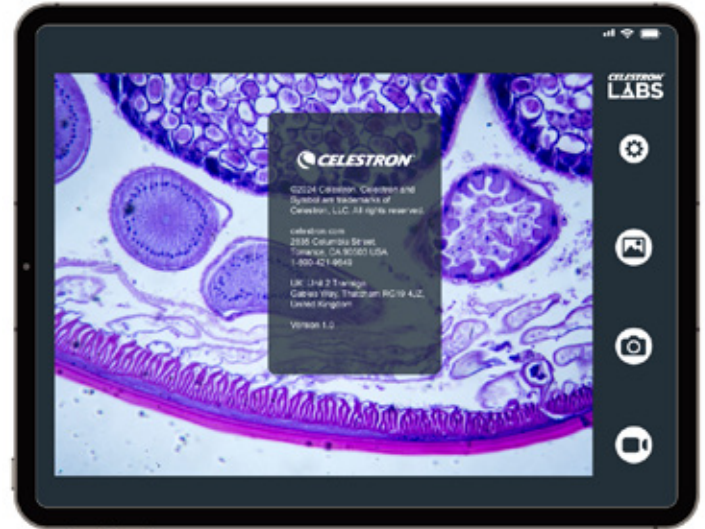 CELESTRON
LABS
CELESTRON
©2024 Celestron. Celestron and
Symbol are trademarks of
Celestron, LLC. All rights reserved.
celestron.com
2835 Columbia Street
Torrance, CA 90503 USA
1-800-421-9649
UK: Unit 2 Transigo
Gables Way, Thatcham RG19 4JZ,
United Kingdom
Version 1.0